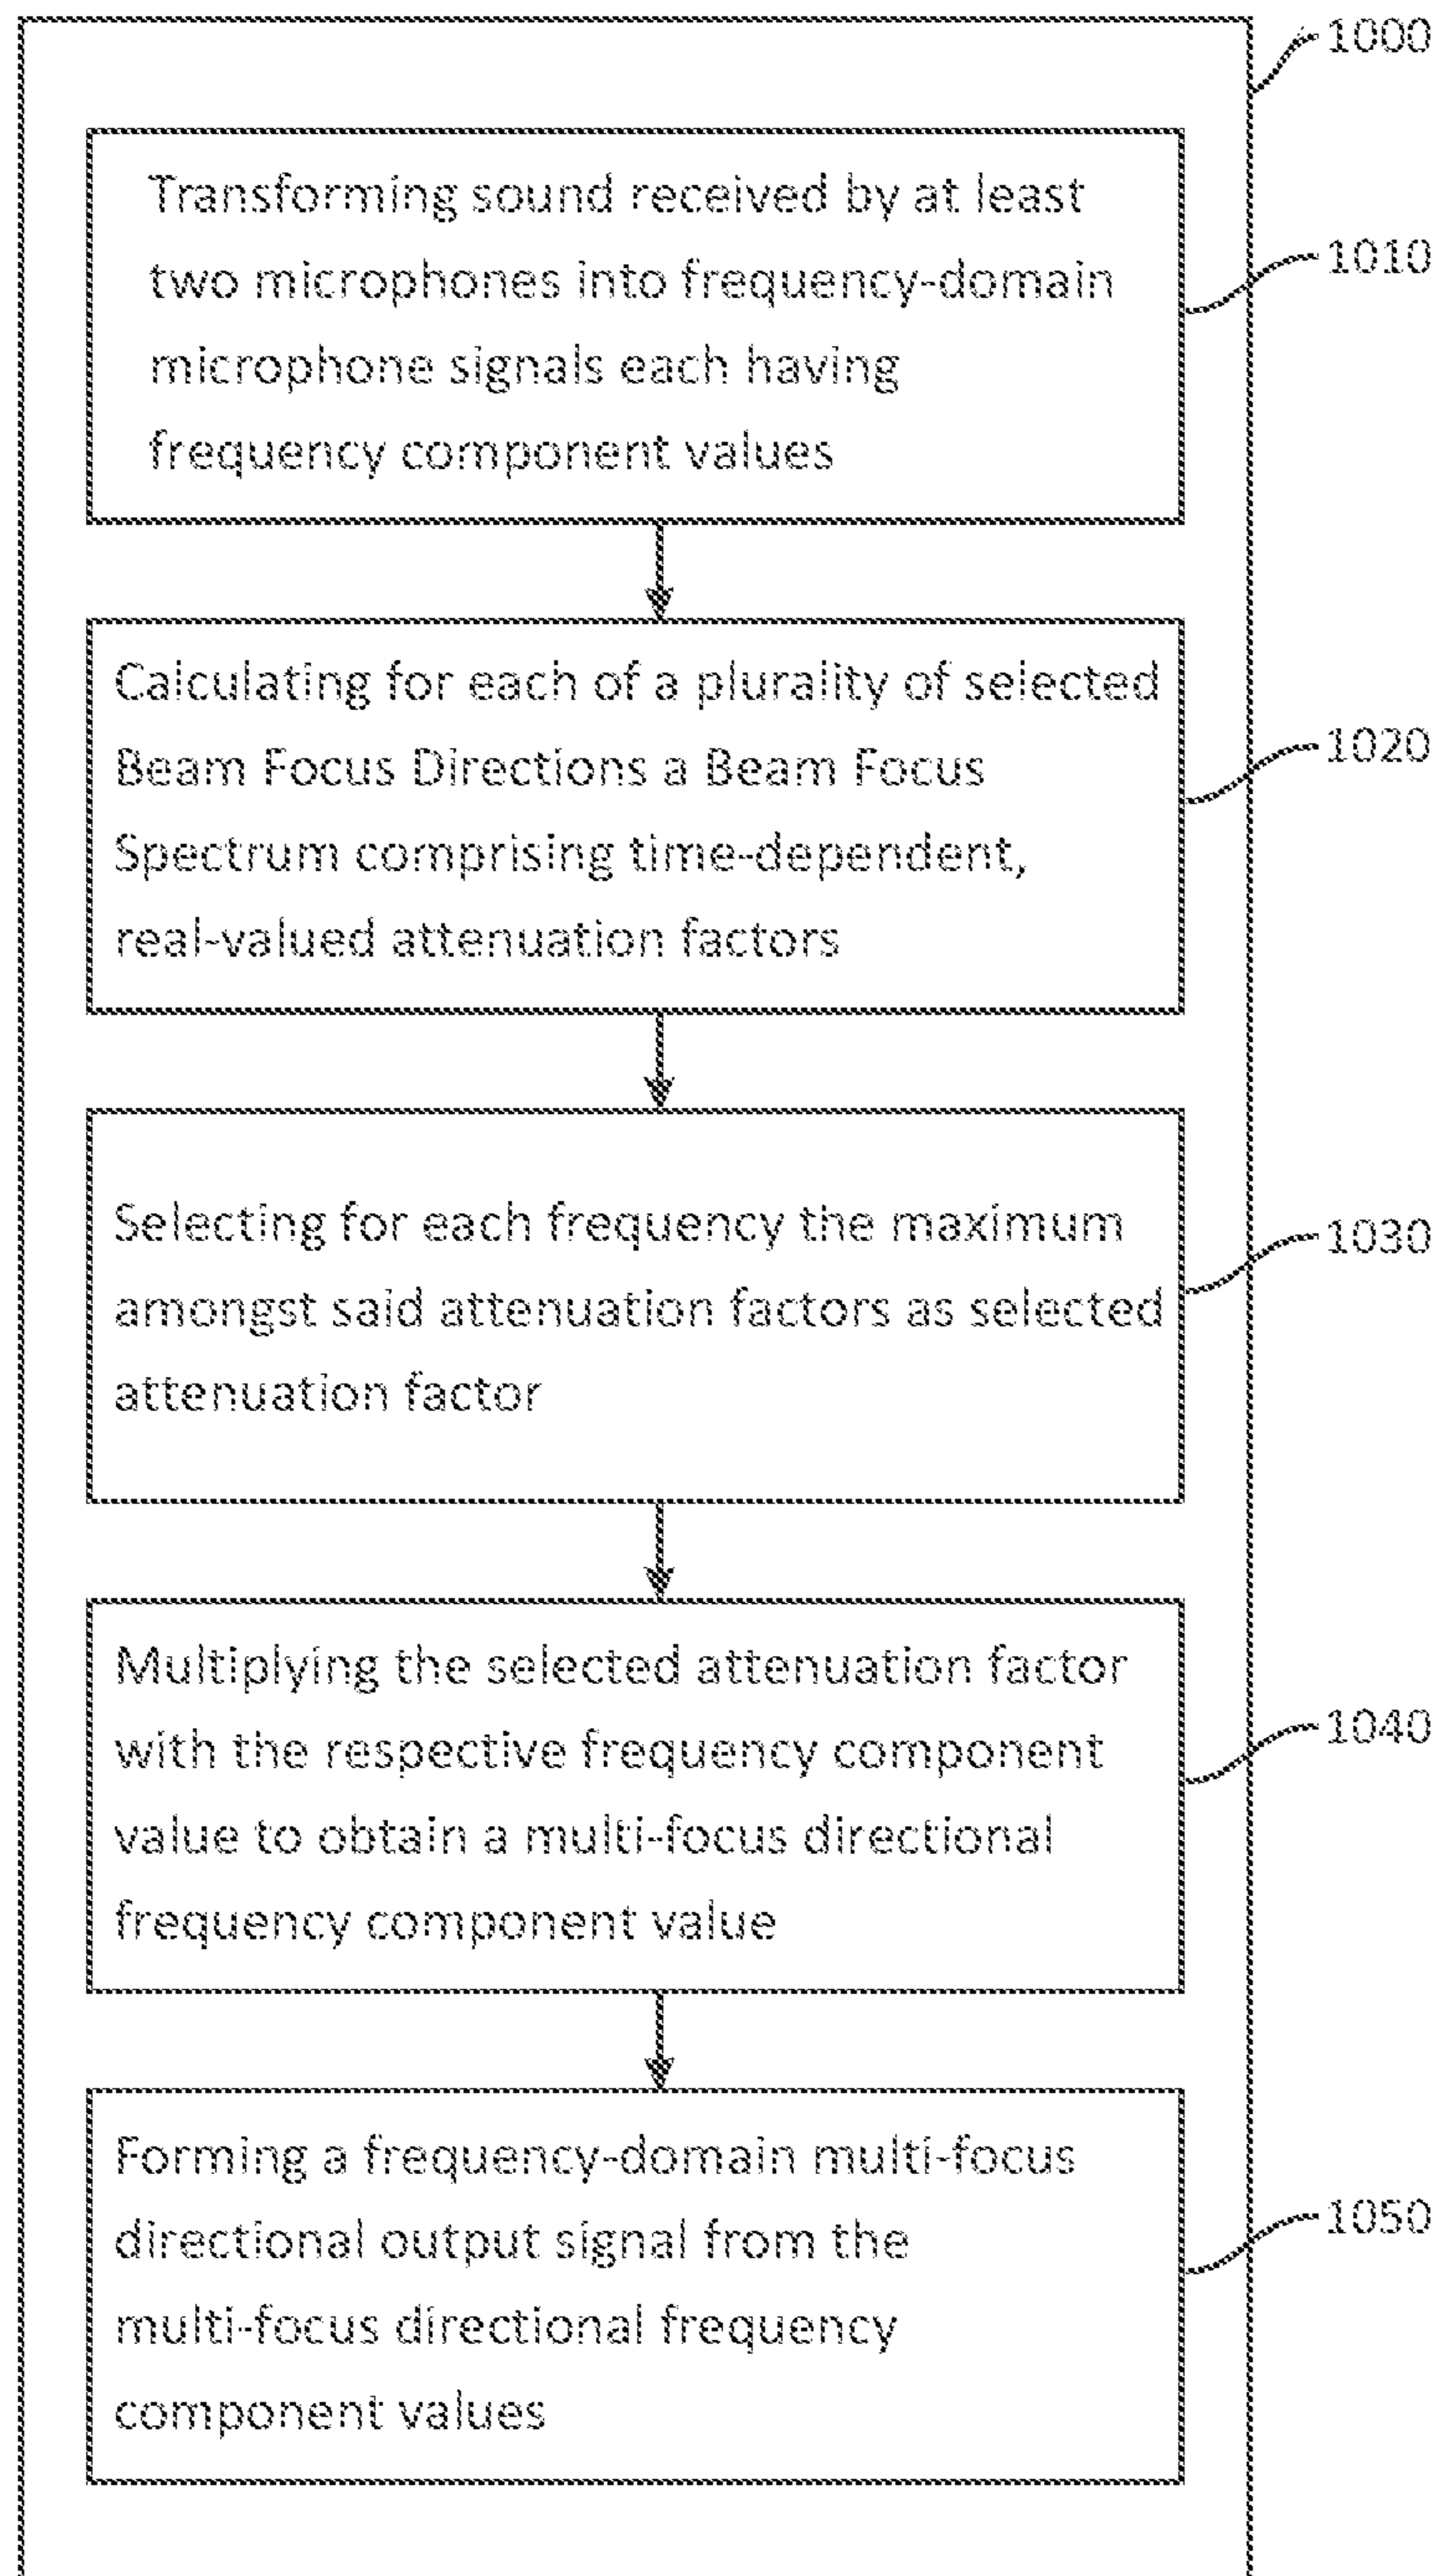 1000
Transforming sound received by at least
two microphones into frequency-domain
microphone signals each having
frequency component values
1010
Calculating for each of a plurality of selected
Beam Focus Directions a Beam Focus
Spectrum comprising time-dependent,
real-valued attenuation factors
1020
Selecting for each frequency the maximum
amongst said attenuation factors as selected
attenuation factor
1030
Multiplying the selected attenuation factor
with the respective frequency component
value to obtain a multi-focus directional
frequency component value
1040
Forming a frequency-domain multi-focus
directional output signal from the
multi-focus directional frequency
component values
1050